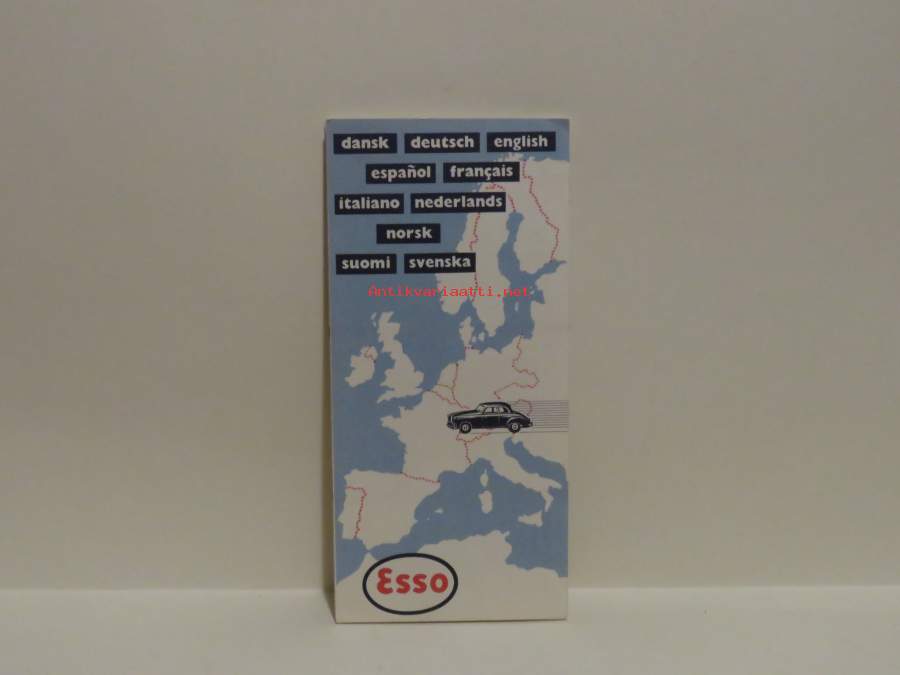 dansk deutsch english
español français
italiano nederlands
norsk
suomi svenska
Antikvariaatti.net
Esso